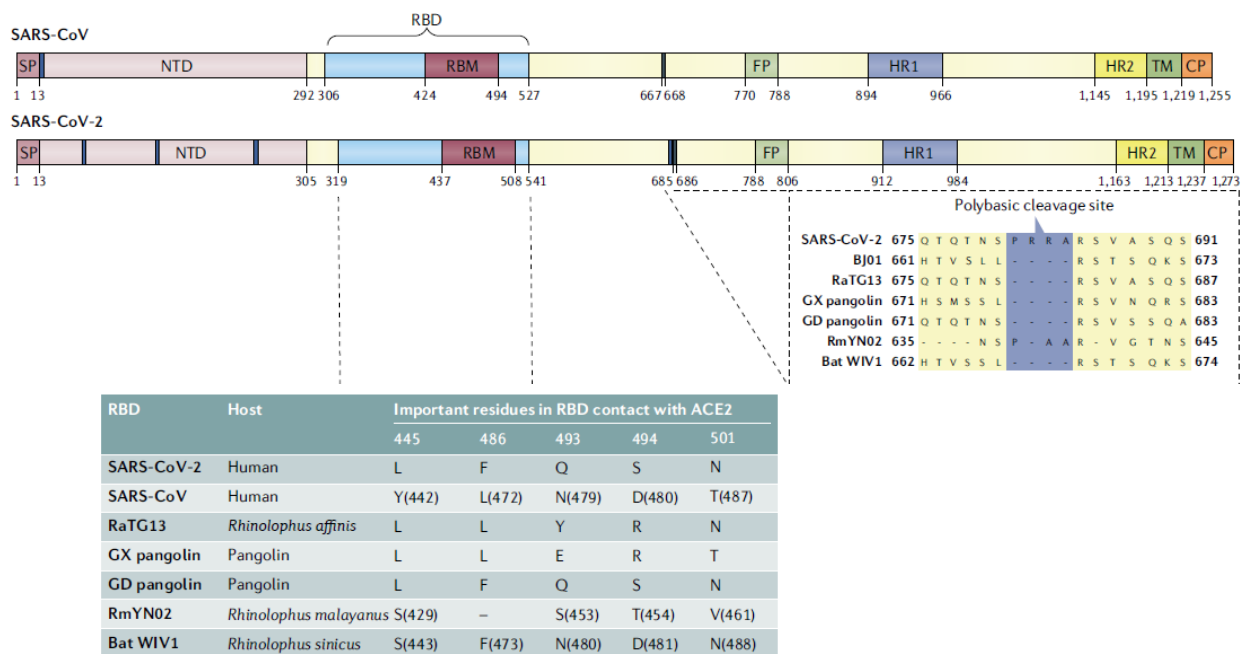 RBD
SARS-CoV
SP NTD RBM FP HR1 HR2 TM CP
1 13 292 306 424 494 527 667 668 770 788 894 966 1,145 1,195 1,219 1,255
SARS-CoV-2
SP NTD RBM FP HR1 HR2 TM CP
1 13 305 319 437 508 541 685 686 788 806 912 984 1,163 1,213 1,237 1,273
Polybasic cleavage site
SARS-CoV-2 675 Q T Q T N S P R R A R S V A S Q S 691
BJ01 661 H T V S L L - - - - R S T S Q K S 673
RaTG13 675 Q T Q T N S - - - - R S V A S Q S 687
GX pangolin 671 H S M S S L - - - - R S V N Q R S 683
GD pangolin 671 Q T Q T N S - - - - R S V S S Q A 683
RmYN02 635 - - - - N S P - A A R - V G T N S 645
Bat WIV1 662 H T V S S L - - - - R S T S Q K S 674
RBD Host Important residues in RBD contact with ACE2
445 486 493 494 501
SARS-CoV-2 Human L F Q S N
SARS-CoV Human Y(442) L(472) N(479) D(480) T(487)
RaTG13 Rhinolophus affinis L L Y R N
GX pangolin Pangolin L L E R T
GD pangolin Pangolin L F Q S N
RmYN02 Rhinolophus malayanus S(429) – S(453) T(454) V(461)
Bat WIV1 Rhinolophus sinicus S(443) F(473) N(480) D(481) N(488)